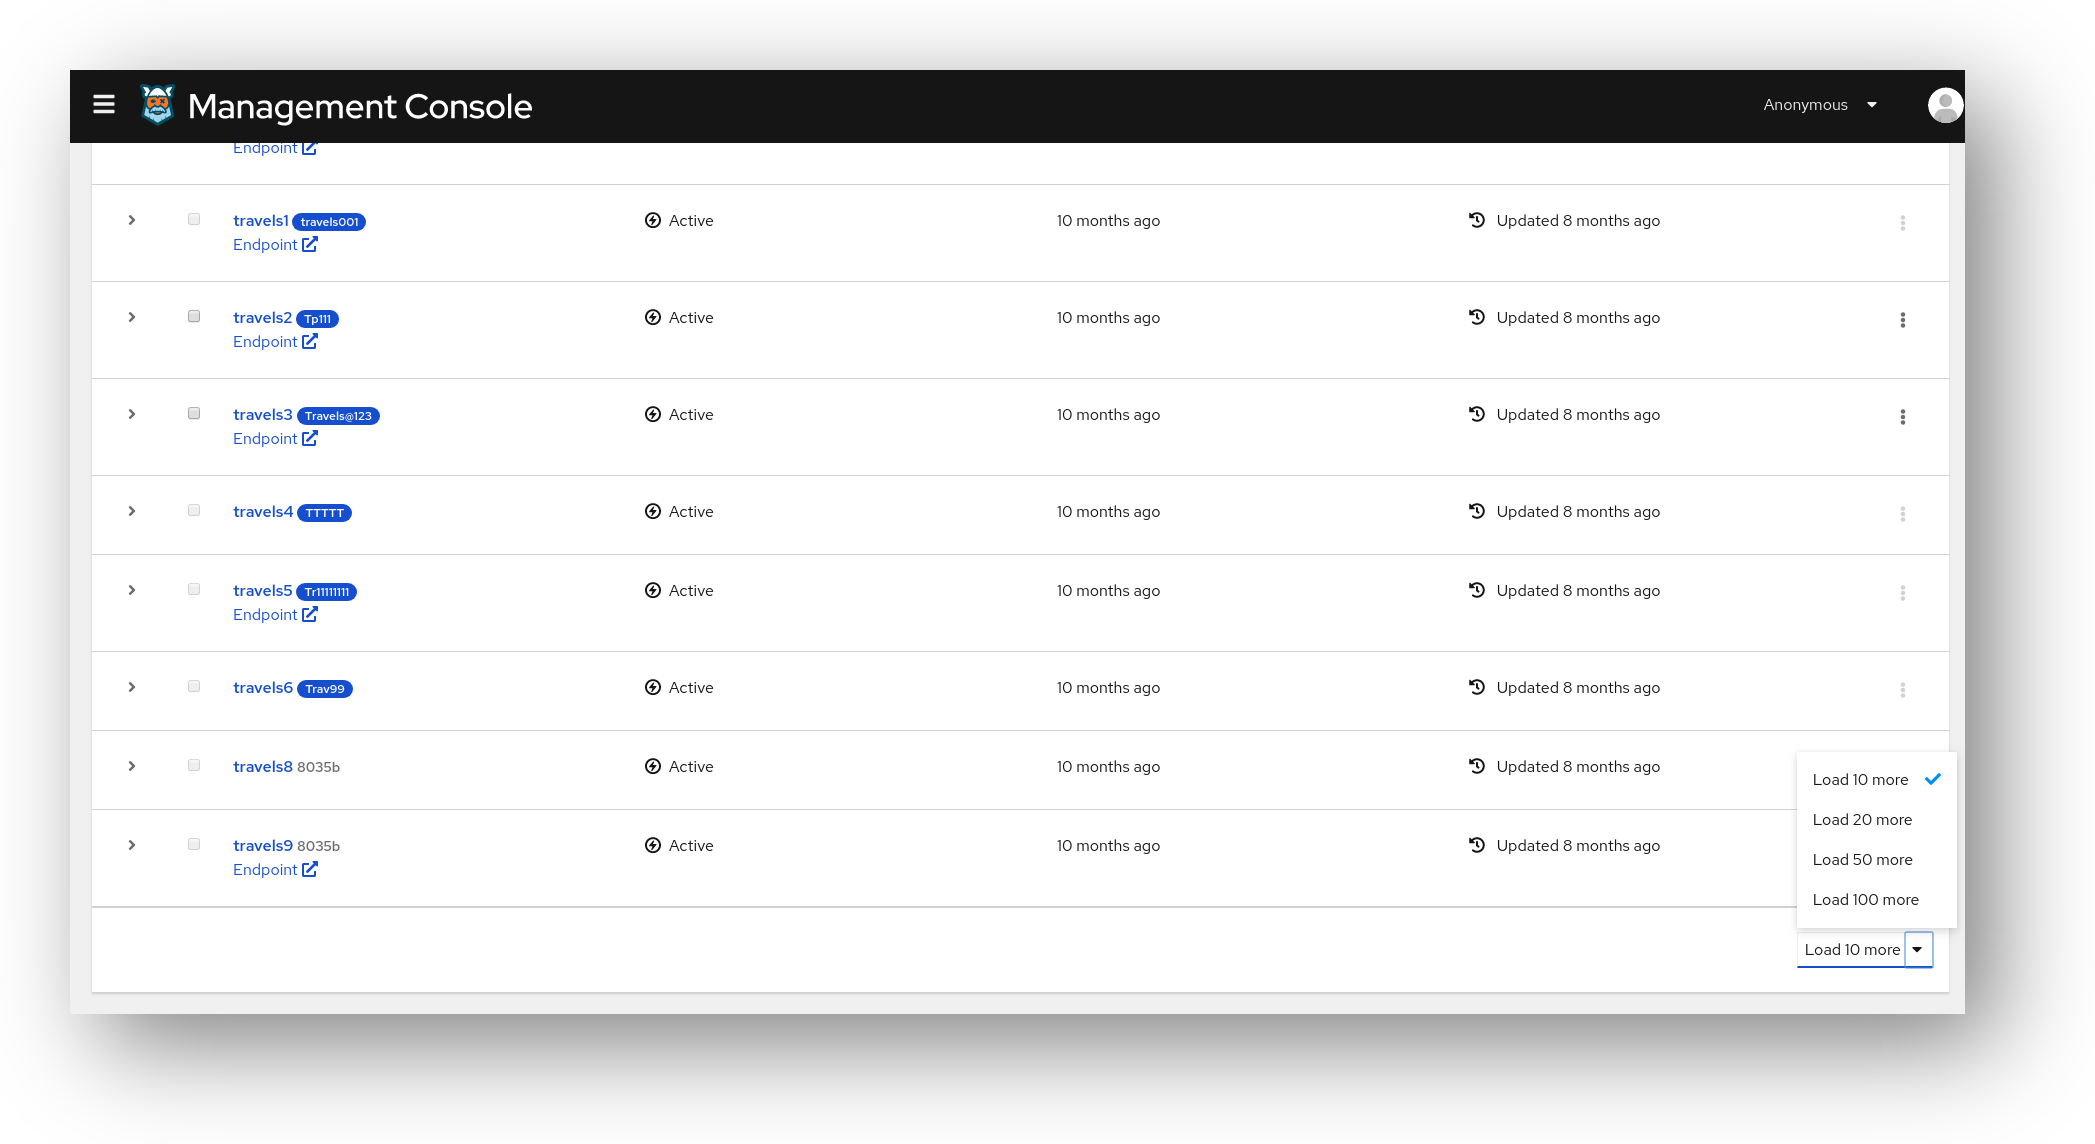 Management Console
Anonymous
Endpoint
travels1 travels001 Active 10 months ago Updated 8 months ago
Endpoint
travels2 Tp111 Active 10 months ago Updated 8 months ago
Endpoint
travels3 Travels@123 Active 10 months ago Updated 8 months ago
Endpoint
travels4 TTTTT Active 10 months ago Updated 8 months ago
travels5 Tr11111111 Active 10 months ago Updated 8 months ago
Endpoint
travels6 Trav99 Active 10 months ago Updated 8 months ago
travels8 8035b Active 10 months ago Updated 8 months ago
travels9 8035b Active 10 months ago Updated 8 months ago
Endpoint
Load 10 more
Load 20 more
Load 50 more
Load 100 more
Load 10 more